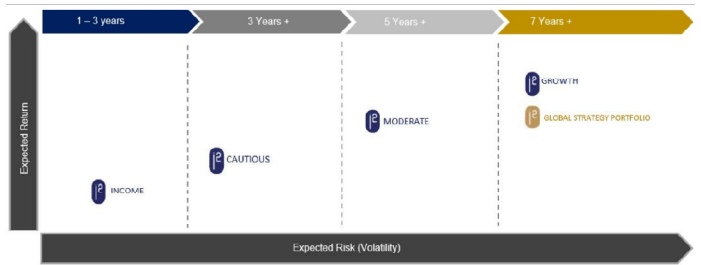 1 – 3 years
3 Years +
5 Years +
7 Years +
Expected Return
GROWTH
GLOBAL STRATEGY PORTFOLIO
MODERATE
CAUTIOUS
INCOME
Expected Risk (Volatility)